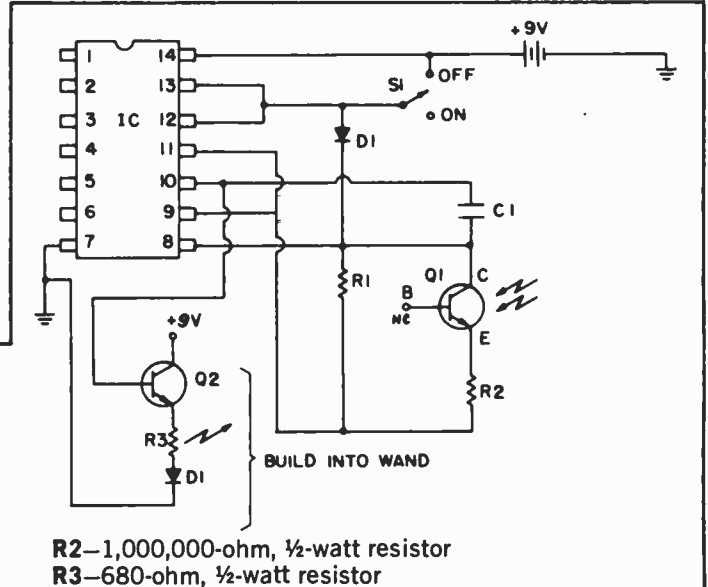 +9V
1 14
OFF
2 13
S1
3 IC 12
ON
4 11
D1
5 10
C1
6 9
7 8
R1
Q1 C
B
NC
E
+9V
Q2
R2
R3
BUILD INTO WAND
D1
R2—1,000,000-ohm, ½-watt resistor
R3—680-ohm, ½-watt resistor